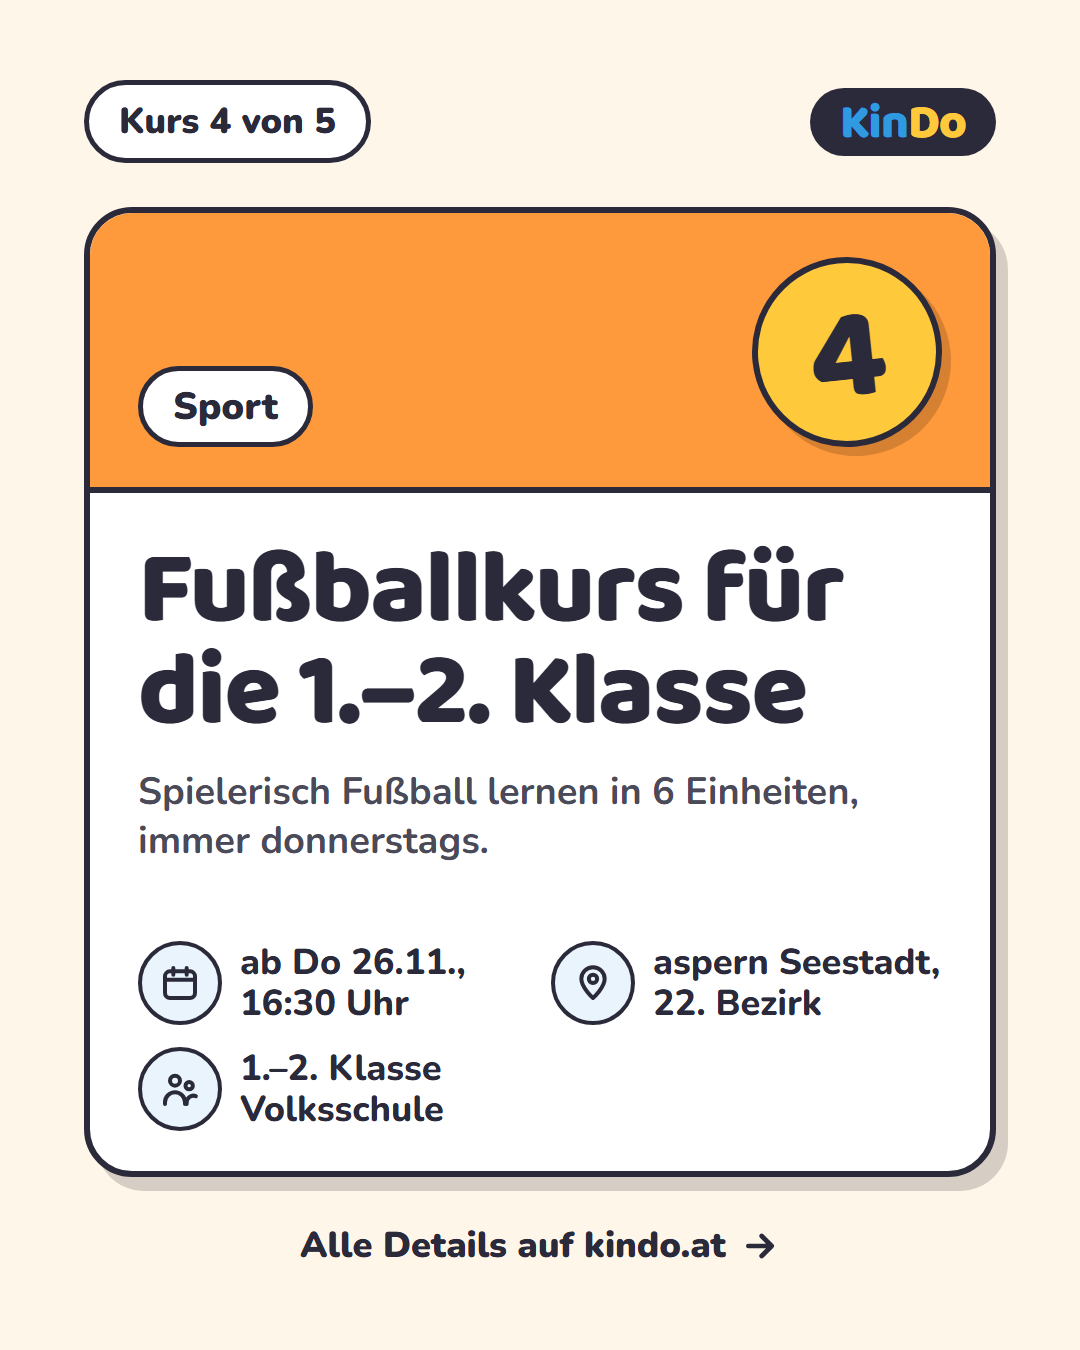 Kurs 4 von 5
KinDo
4
Sport
Fußballkurs für
die 1.–2. Klasse
Spielerisch Fußball lernen in 6 Einheiten,
immer donnerstags.
ab Do 26.11.,
16:30 Uhr
aspern Seestadt,
22. Bezirk
1.–2. Klasse
Volksschule
Alle Details auf kindo.at →